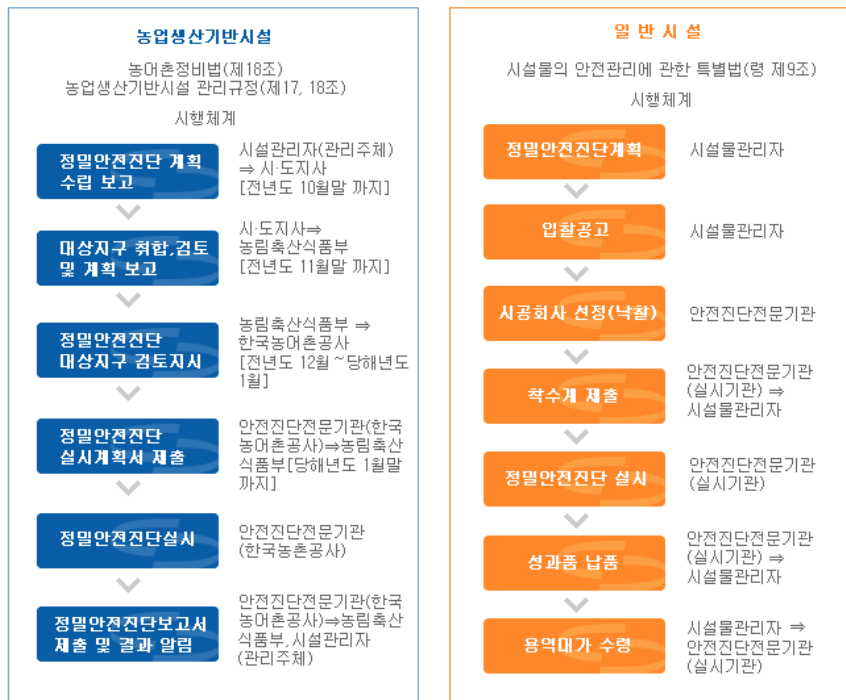 농업생산기반시설
농어촌정비법(제18조)
농업생산기반시설 관리규정(제17, 18조)
시행체계
정밀안전진단 계획
수립 보고
시설관리자(관리주체)
⇒ 시·도지사
[전년도 10월말 까지]
대상지구 취합,검토
및 계획 보고
시·도지사⇒
농림축산식품부
[전년도 11월말 까지]
정밀안전진단
대상지구 검토지시
농림축산식품부 ⇒
한국농어촌공사
[전년도 12월 ~ 당해년도
1월]
정밀안전진단
실시계획서 제출
안전진단전문기관(한국
농어촌공사)⇒농림축산
식품부[당해년도 1월말
까지]
정밀안전진단실시
안전진단전문기관
(한국농촌공사)
정밀안전진단보고서
제출 및 결과 알림
안전진단전문기관(한국
농어촌공사)⇒농림축산
식품부,시설관리자
(관리주체)
일 반 시 설
시설물의 안전관리에 관한 특별법(령 제9조)
시행체계
정밀안전진단계획
시설물관리자
입찰공고
시설물관리자
시공회사 선정(낙찰)
안전진단전문기관
착수계 제출
안전진단전문기관
(실시기관) ⇒
시설물관리자
정밀안전진단 실시
안전진단전문기관
(실시기관)
성과품 납품
안전진단전문기관
(실시기관) ⇒
시설물관리자
용역대가 수령
시설물관리자 ⇒
안전진단전문기관
(실시기관)